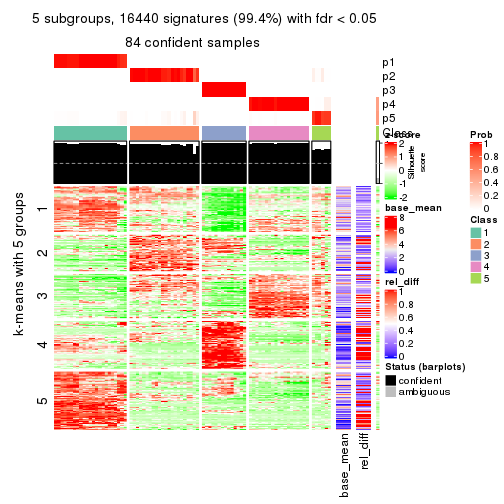 5 subgroups, 16440 signatures (99.4%) with fdr < 0.05
84 confident samples
p1
p2
p3
p4
p5
Class
k-means with 5 groups
1
2
3
4
5
2
1
0
-1
-2
Silhouette
score
base_mean
rel_diff
z-score
base_mean
8
6
4
2
0
rel_diff
1
0.8
0.6
0.4
0.2
0
Status (barplots)
confident
ambiguous
Prob
1
0.8
0.6
0.4
0.2
0
Class
1
2
3
4
5